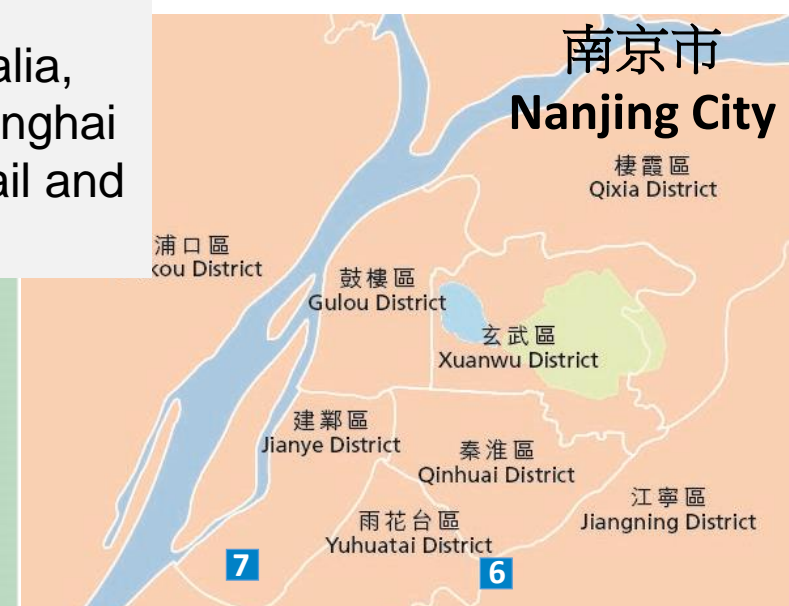 alia,
nghai
ail and
南京市
Nanjing City
棲霞區
Qixia District
浦口區
kou District
鼓樓區
Gulou District
玄武區
Xuanwu District
建鄴區
Jianye District
秦淮區
Qinhuai District
江寧區
Jiangning District
雨花台區
Yuhuatai District
7
6